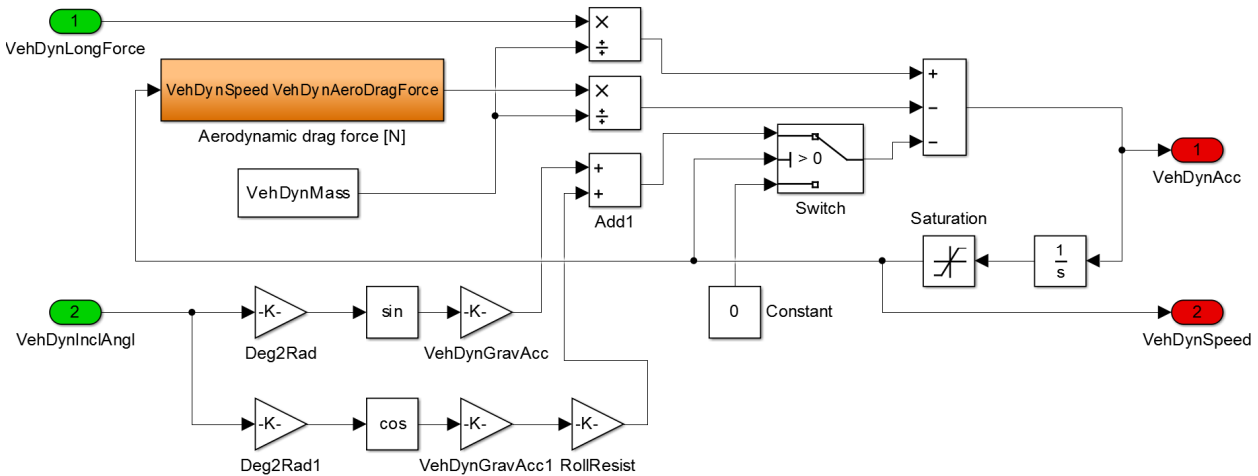 1
VehDynLongForce
×
÷
VehDynSpeed VehDynAeroDragForce
Aerodynamic drag force [N]
×
÷
+
−
−
VehDynMass
+
+
Add1
> 0
Switch
1
VehDynAcc
Saturation
1
s
2
VehDynInclAngl
-K-
Deg2Rad
sin
-K-
VehDynGravAcc
0
Constant
2
VehDynSpeed
-K-
Deg2Rad1
cos
-K-
VehDynGravAcc1
-K-
RollResist